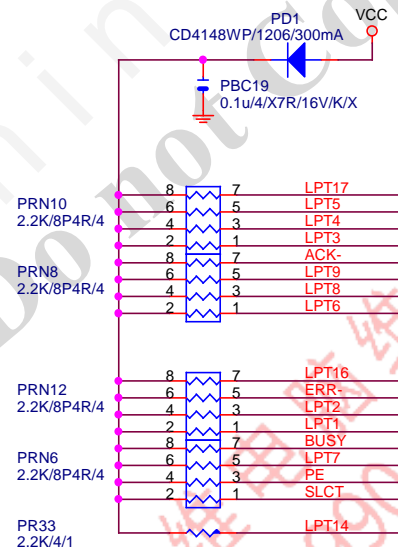 PD1
VCC
CD4148WP/1206/300mA
PBC19
0.1u/4/X7R/16V/K/X
8 7 LPT17
PRN10 6 5 LPT5
2.2K/8P4R/4 4 3 LPT4
2 1 LPT3
8 7 ACK-
PRN8 6 5 LPT9
2.2K/8P4R/4 4 3 LPT8
2 1 LPT6
8 7 LPT16
PRN12 6 5 ERR-
2.2K/8P4R/4 4 3 LPT2
2 1 LPT1
8 7 BUSY
PRN6 6 5 LPT7
2.2K/8P4R/4 4 3 PE
2 1 SLCT
PR33 LPT14
2.2K/4/1
Do not Co